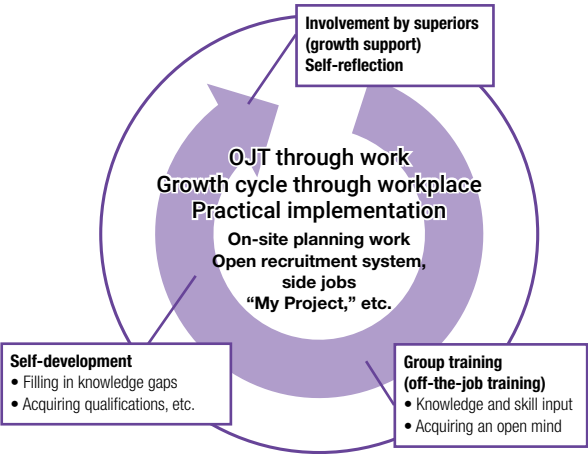 Involvement by superiors
(growth support)
Self-reflection
OJT through work
Growth cycle through workplace
Practical implementation
On-site planning work
Open recruitment system,
side jobs
“My Project,” etc.
Self-development
• Filling in knowledge gaps
• Acquiring qualifications, etc.
Group training
(off-the-job training)
• Knowledge and skill input
• Acquiring an open mind